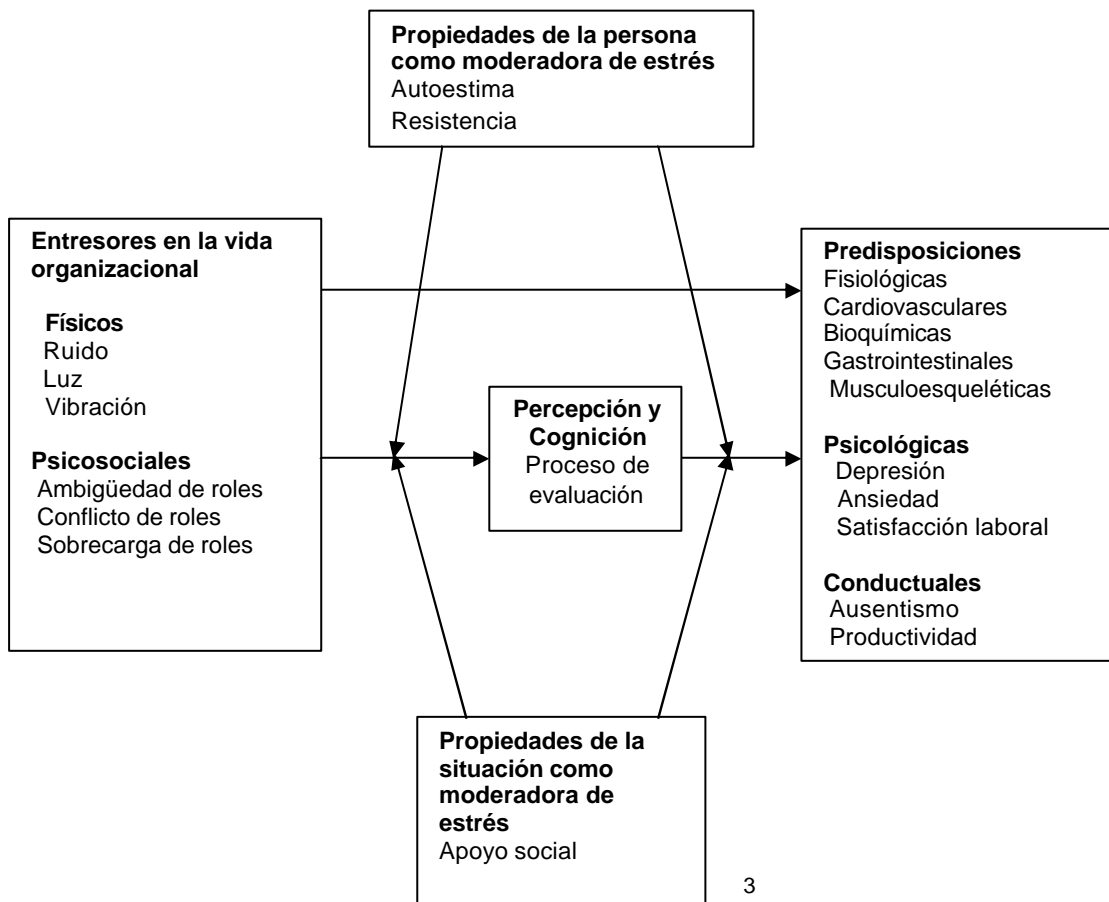 Propiedades de la persona
como moderadora de estrés
Autoestima
Resistencia
Entresores en la vida
organizacional
Físicos
Ruido
Luz
Vibración
Psicosociales
Ambigüedad de roles
Conflicto de roles
Sobrecarga de roles
Percepción y
Cognición
Proceso de
evaluación
Predisposiciones
Fisiológicas
Cardiovasculares
Bioquímicas
Gastrointestinales
Musculoesqueléticas
Psicológicas
Depresión
Ansiedad
Satisfacción laboral
Conductuales
Ausentismo
Productividad
Propiedades de la
situación como
moderadora de
estrés
Apoyo social
3